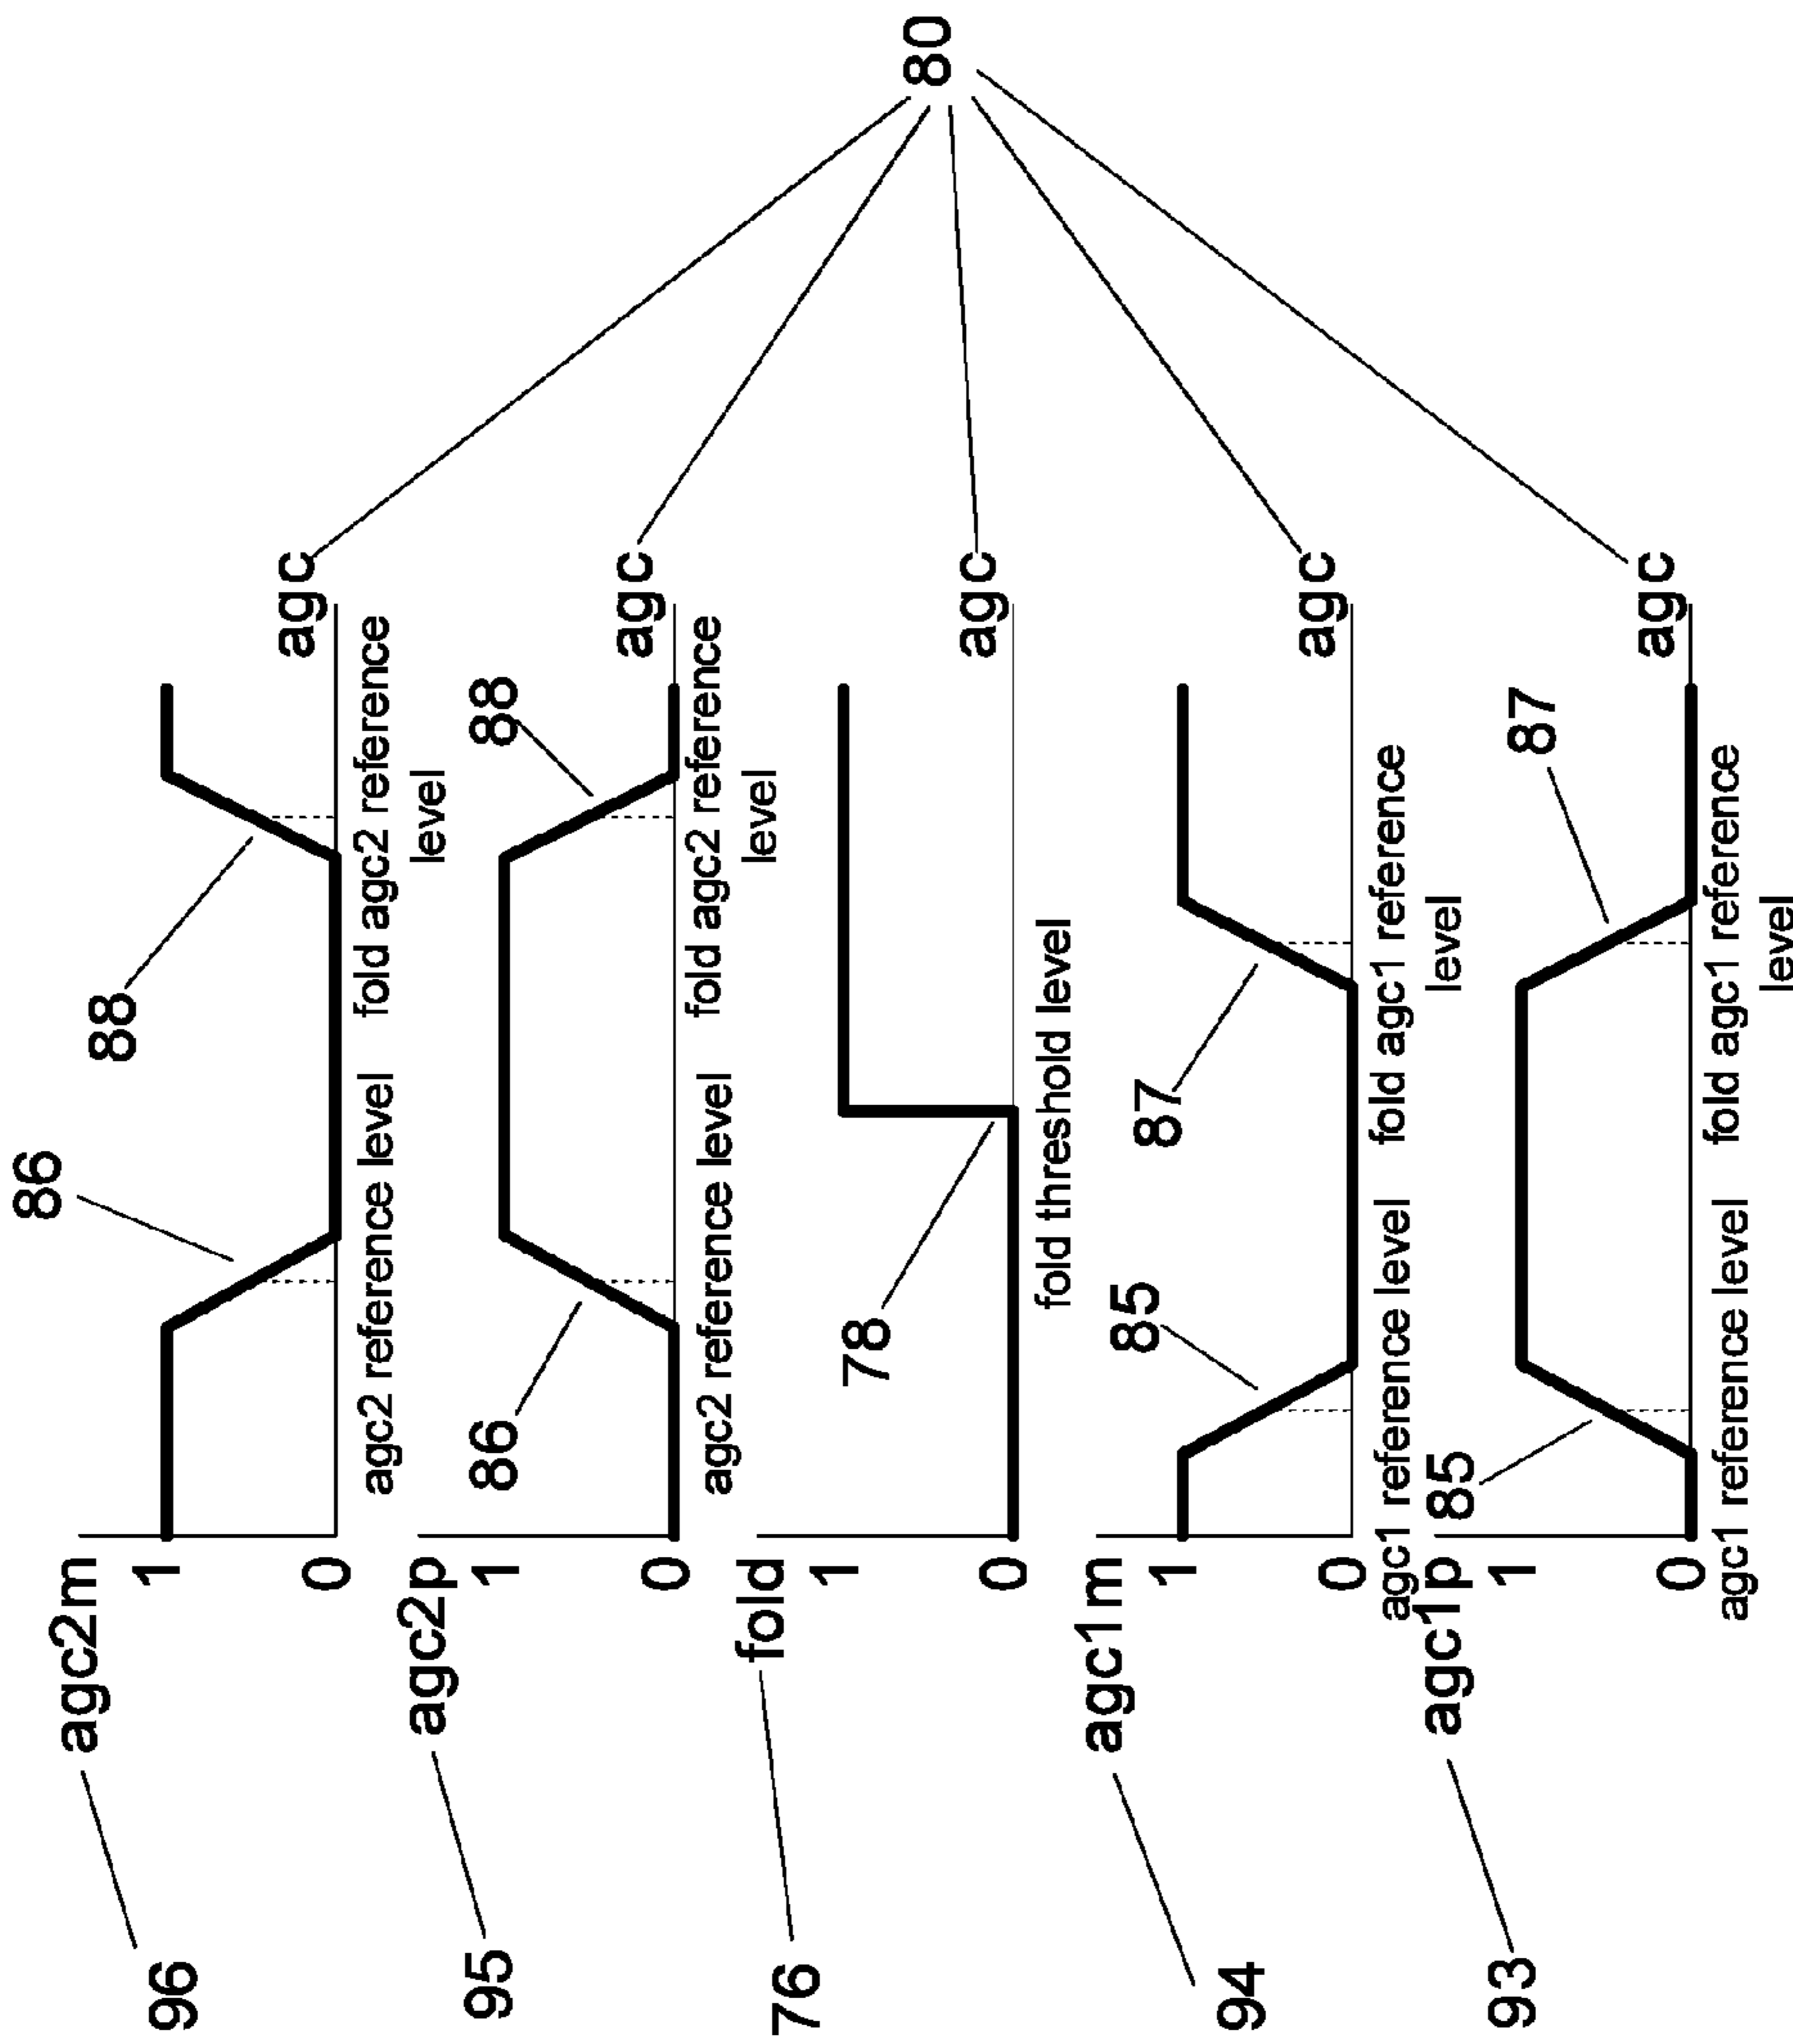 96
agc2m
86
88
1
0
agc
agc2 reference level
fold agc2 reference
level
95
agc2p
86
88
1
0
agc
agc2 reference level
fold agc2 reference
level
76
fold
78
1
0
agc
fold threshold level
80
94
agc1m
85
87
1
0
agc
agc1 reference level
fold agc1 reference
level
93
agc1p
85
87
1
0
agc
agc1 reference level
fold agc1 reference
level